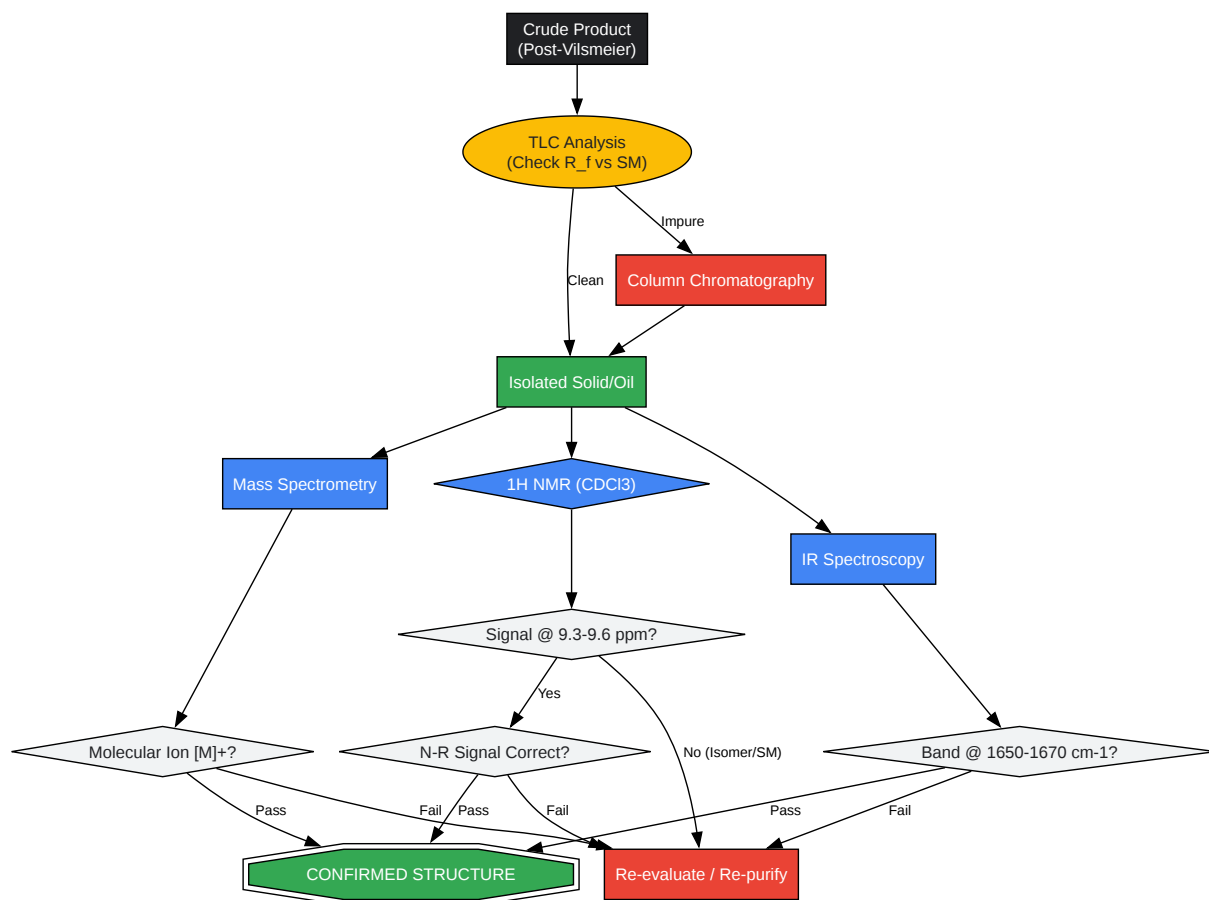 Crude Product
(Post-Vilsmeier)
TLC Analysis
(Check R_f vs SM)
Impure
Clean
Column Chromatography
Isolated Solid/Oil
Mass Spectrometry
1H NMR (CDCl3)
IR Spectroscopy
Signal @ 9.3-9.6 ppm?
Yes
No (Isomer/SM)
Molecular Ion [M]+?
N-R Signal Correct?
Band @ 1650-1670 cm-1?
Pass
Fail
Pass
Fail
Pass
Fail
CONFIRMED STRUCTURE
Re-evaluate / Re-purify